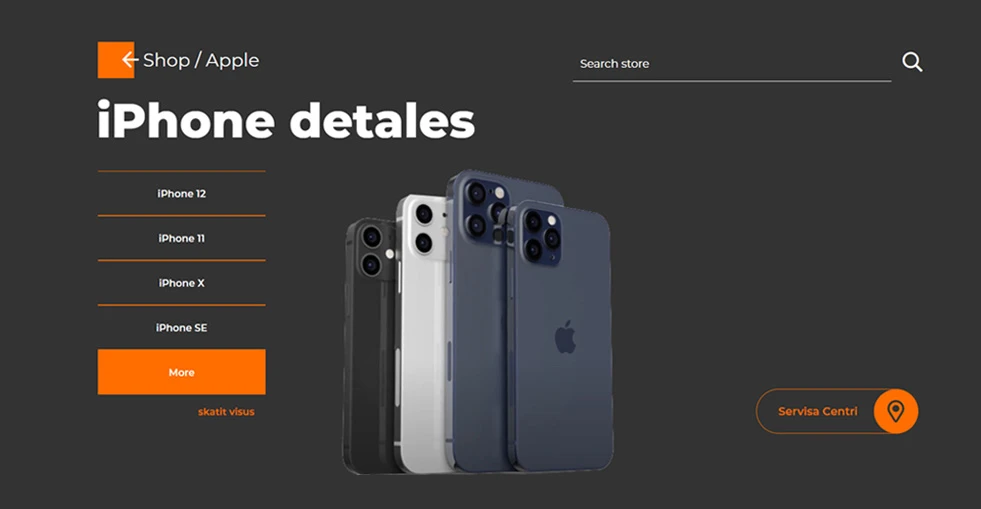 Shop / Apple
Search store
iPhone detales
iPhone 12
iPhone 11
iPhone X
iPhone SE
More
skatit visus
Servisa Centri